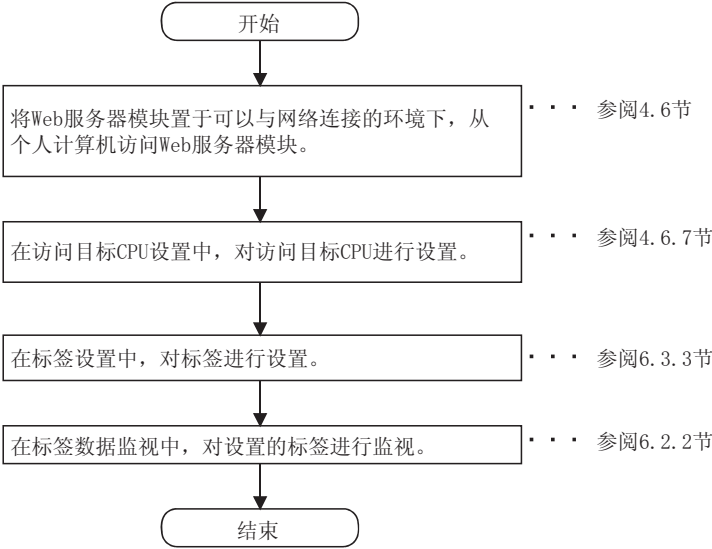 开始
将Web服务器模块置于可以与网络连接的环境下，从
个人计算机访问Web服务器模块。
··· 参阅4.6节
在访问目标CPU设置中，对访问目标CPU进行设置。
··· 参阅4.6.7节
在标签设置中，对标签进行设置。
··· 参阅6.3.3节
在标签数据监视中，对设置的标签进行监视。
··· 参阅6.2.2节
结束